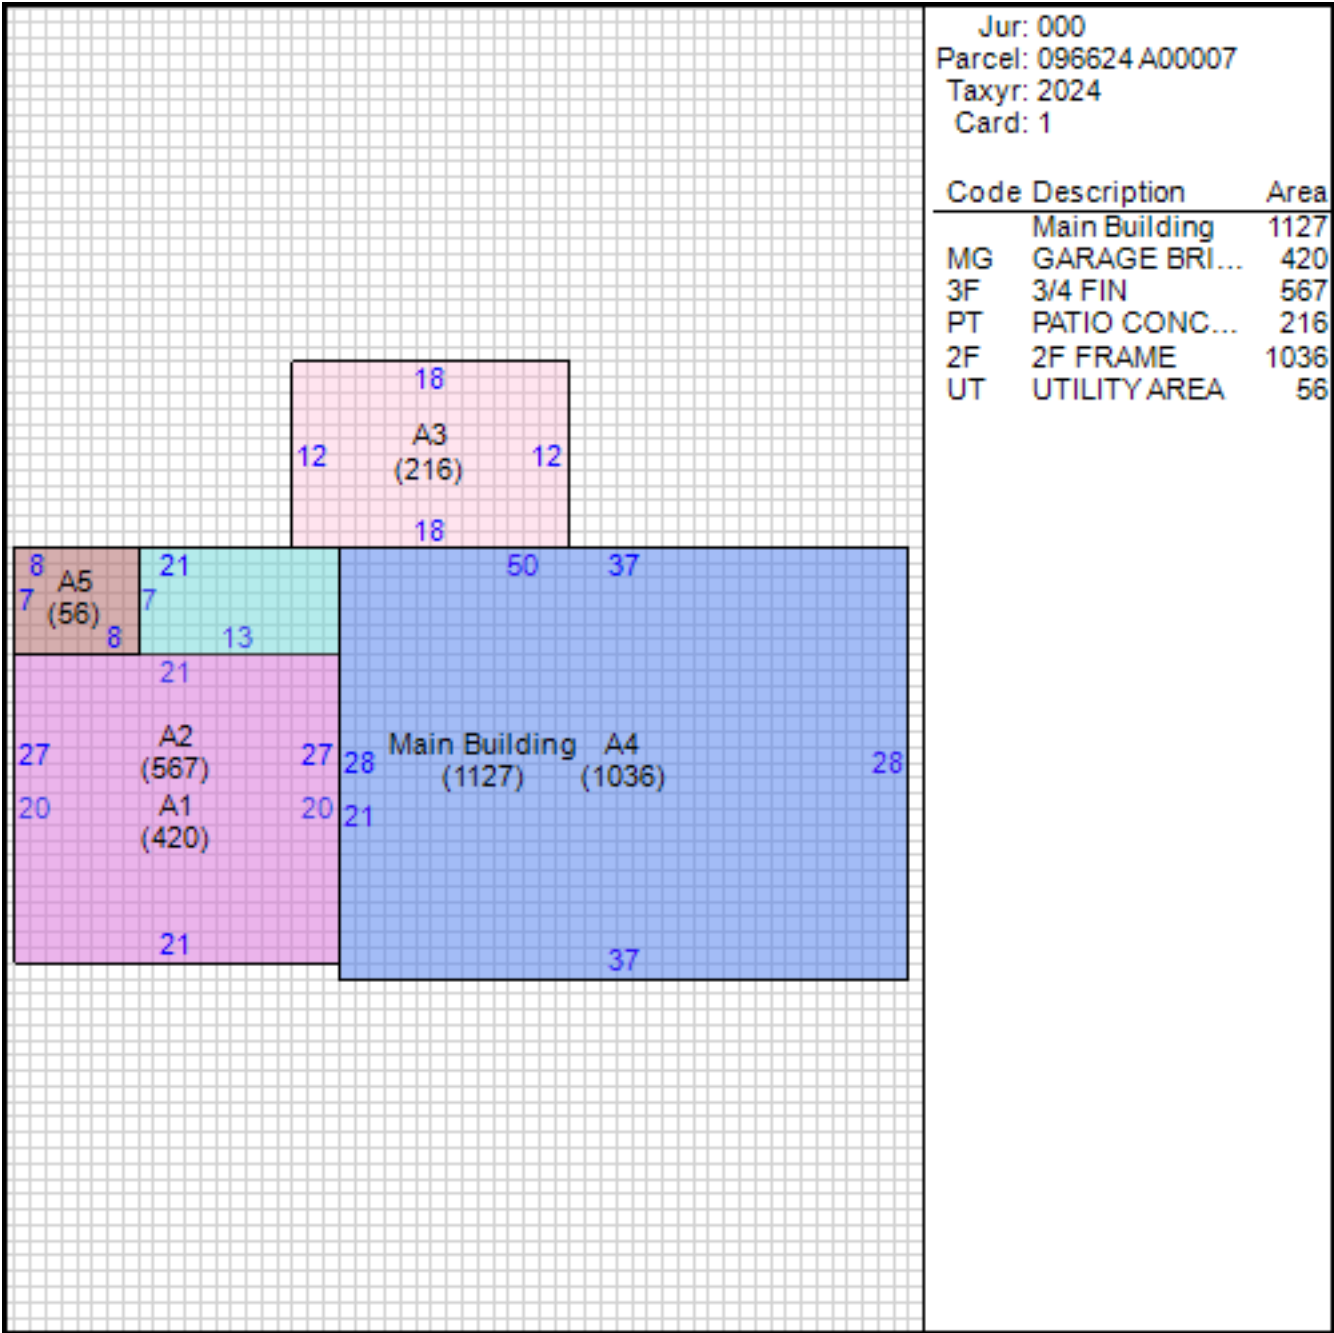 Jur: 000
Parcel: 096624 A00007
Taxyr: 2024
Card: 1
Code Description Area
Main Building 1127
MG GARAGE BRI... 420
3F 3/4 FIN 567
PT PATIO CONC... 216
2F 2F FRAME 1036
UT UTILITY AREA 56
18
A3
12 (216) 12
18
8 21 50 37
A5
7 (56) 7
8 13
21
A2
27 (567) 27
A1
20 (420) 20
Main Building A4
28 (1127) (1036) 28
21
21
37